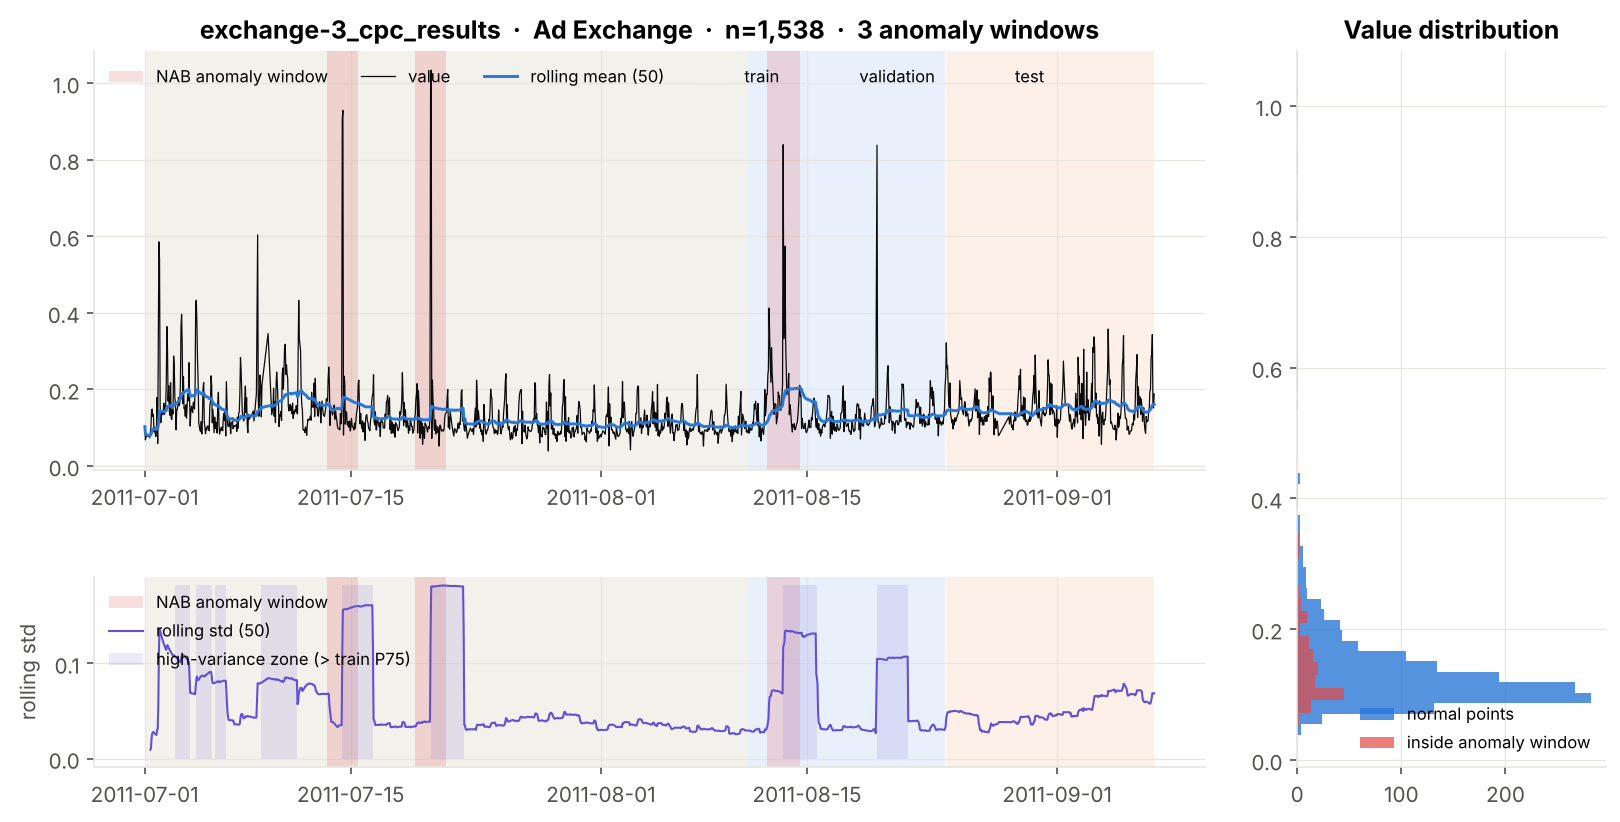 exchange-3_cpc_results · Ad Exchange · n=1,538 · 3 anomaly windows
NAB anomaly window
value
rolling mean (50)
train
validation
test
1.0
0.8
0.6
0.4
0.2
0.0
2011-07-01
2011-07-15
2011-08-01
2011-08-15
2011-09-01
rolling std
NAB anomaly window
rolling std (50)
high-variance zone (> train P75)
0.1
0.0
2011-07-01
2011-07-15
2011-08-01
2011-08-15
2011-09-01
Value distribution
1.0
0.8
0.6
0.4
0.2
0.0
normal points
inside anomaly window
0
100
200